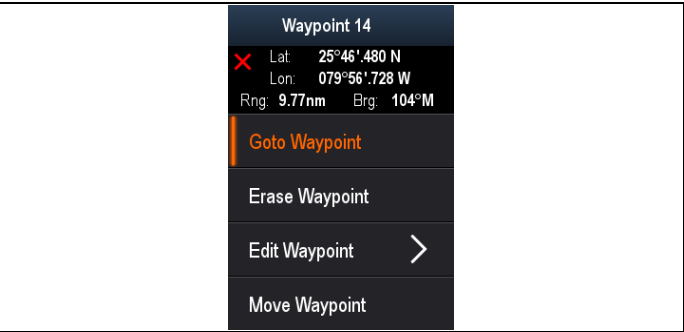 Waypoint 14
Lat: 25°46'.480 N
Lon: 079°56'.728 W
Rng: 9.77nm Brg: 104°M
Goto Waypoint
Erase Waypoint
Edit Waypoint
Move Waypoint